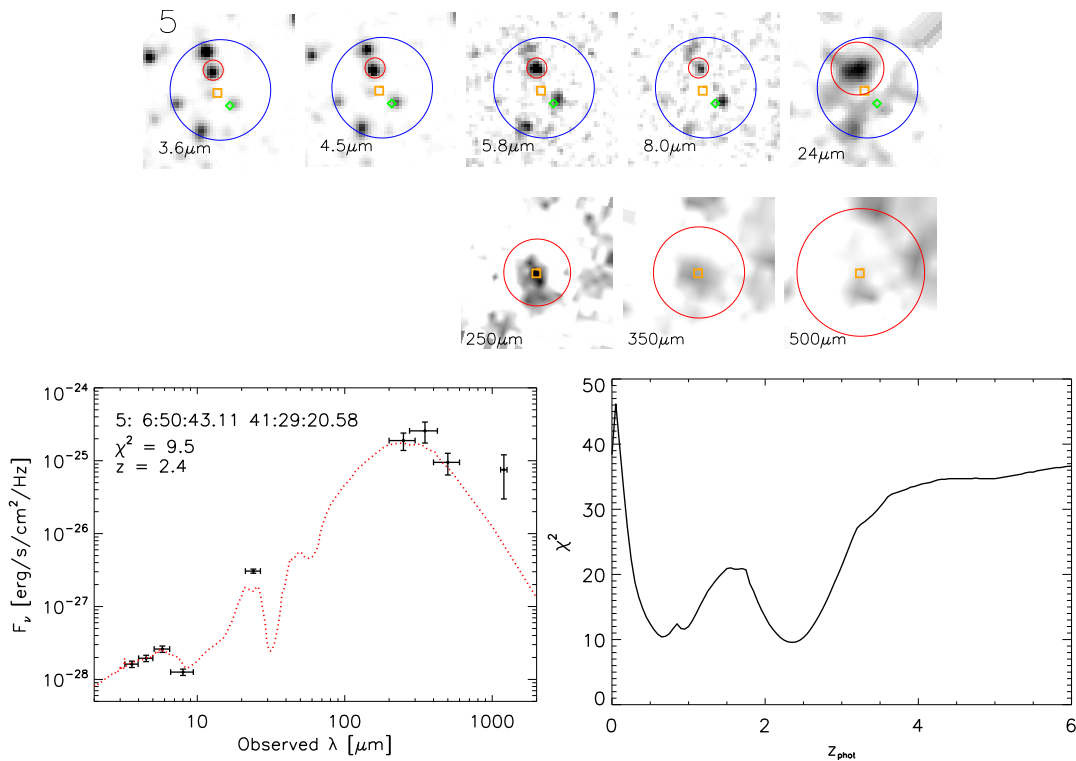 5
3.6μm
4.5μm
5.8μm
8.0μm
24μm
250μm
350μm
500μm
10⁻²⁴
10⁻²⁵
10⁻²⁶
10⁻²⁷
10⁻²⁸
F_ν [erg/s/cm²/Hz]
5: 6:50:43.11 41:29:20.58
χ² = 9.5
z = 2.4
10 100 1000
Observed λ [μm]
50
40
30
20
10
0
χ²
0 2 4 6
z_phot